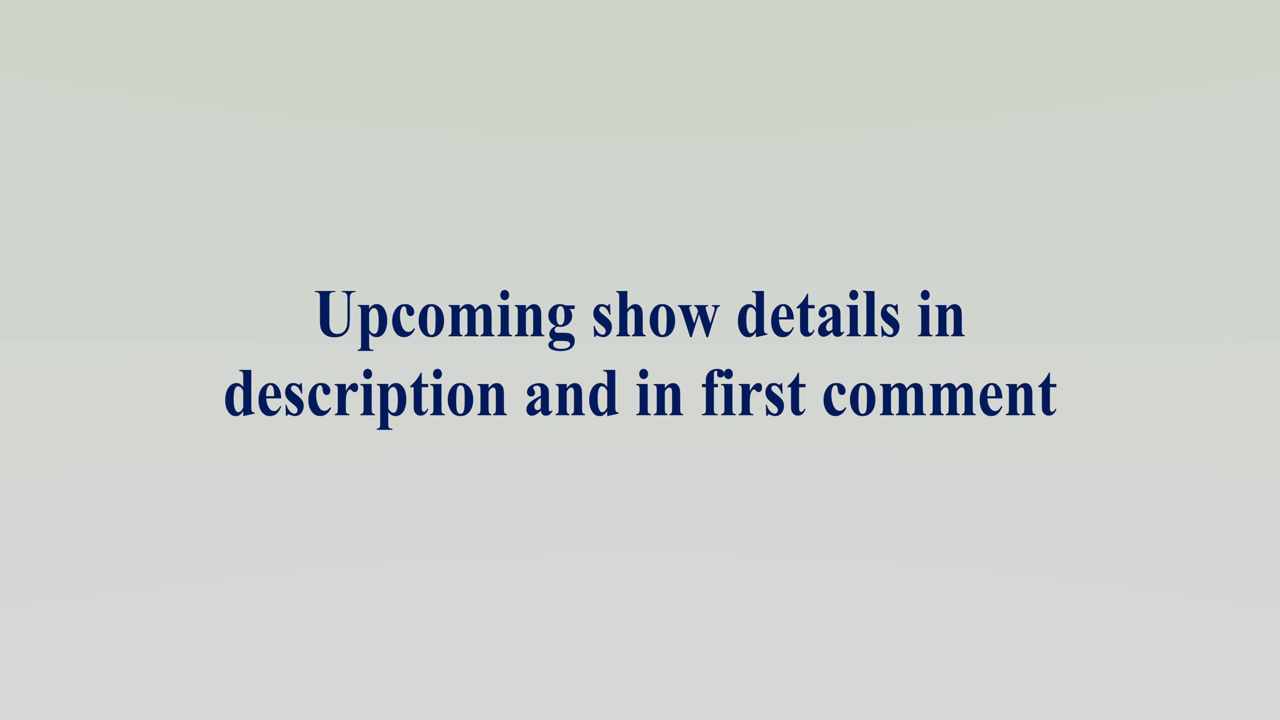 Upcoming show details in
description and in first comment